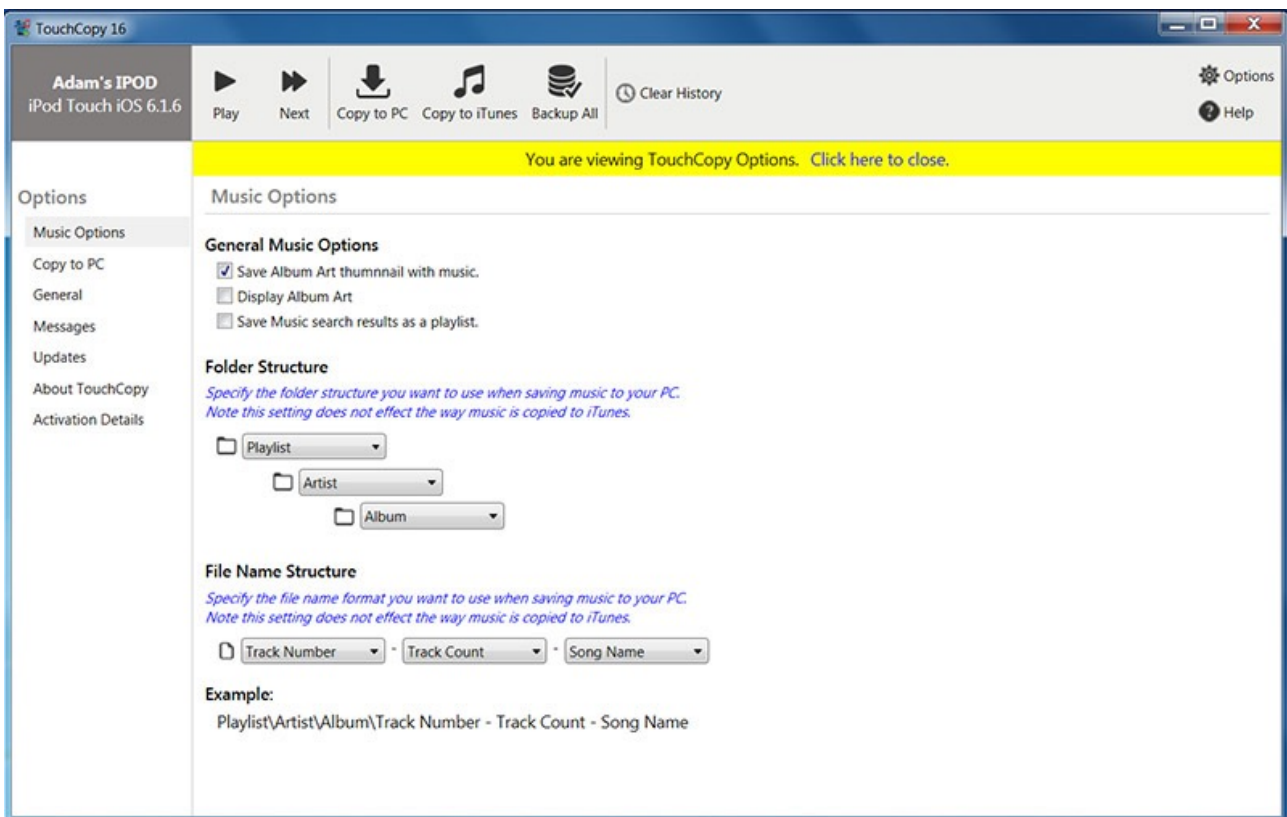 TouchCopy 16
Adam's IPOD
iPod Touch iOS 6.1.6
Play
Next
Copy to PC
Copy to iTunes
Backup All
Clear History
Options
Help
You are viewing TouchCopy Options. Click here to close.
Options
Music Options
Copy to PC
General
Messages
Updates
About TouchCopy
Activation Details
Music Options
General Music Options
Save Album Art thumnnail with music.
Display Album Art
Save Music search results as a playlist.
Folder Structure
Specify the folder structure you want to use when saving music to your PC.
Note this setting does not effect the way music is copied to iTunes.
Playlist
Artist
Album
File Name Structure
Specify the file name format you want to use when saving music to your PC.
Note this setting does not effect the way music is copied to iTunes.
Track Number - Track Count - Song Name
Example:
Playlist\Artist\Album\Track Number - Track Count - Song Name